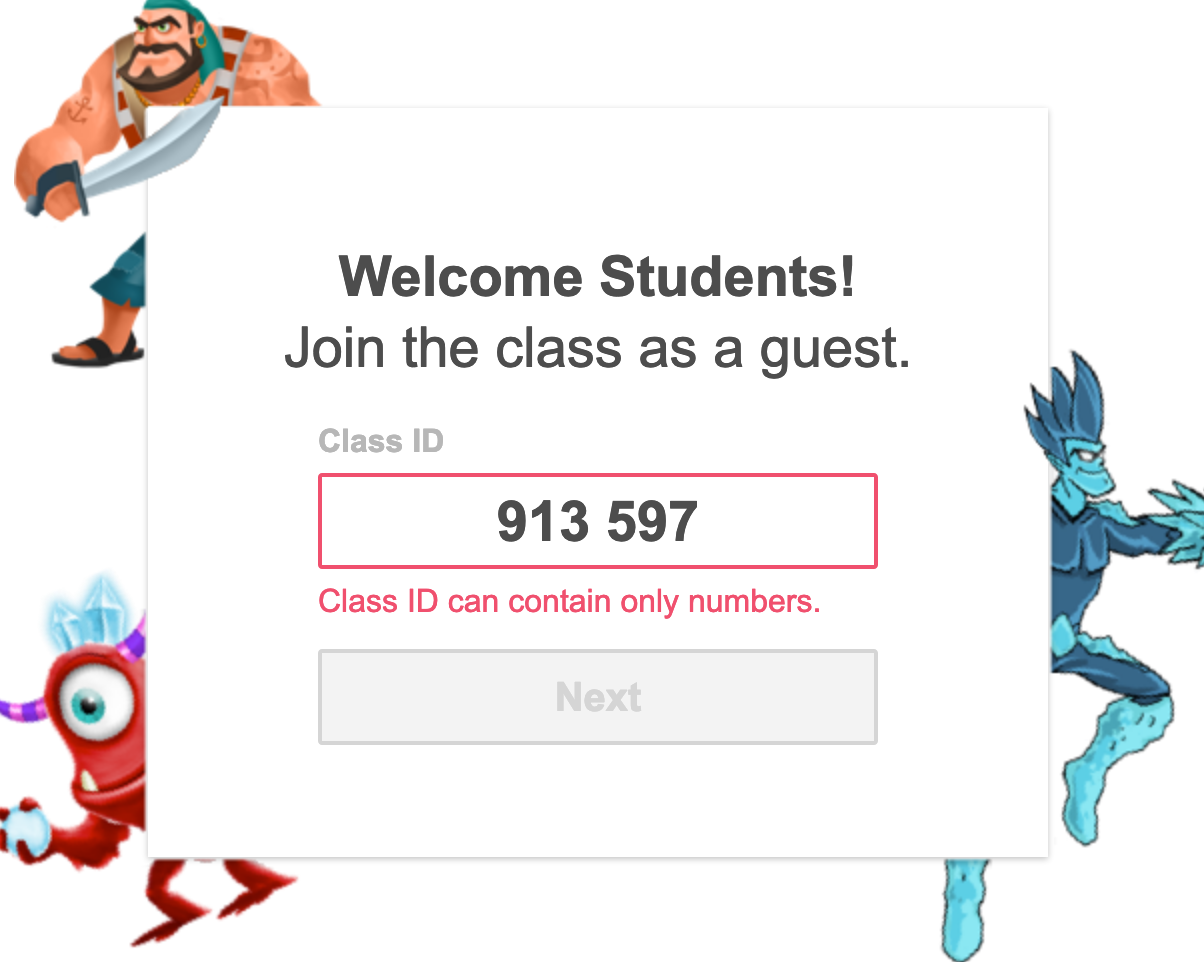 Welcome Students!
Join the class as a guest.
Class ID
913 597
Class ID can contain only numbers.
Next